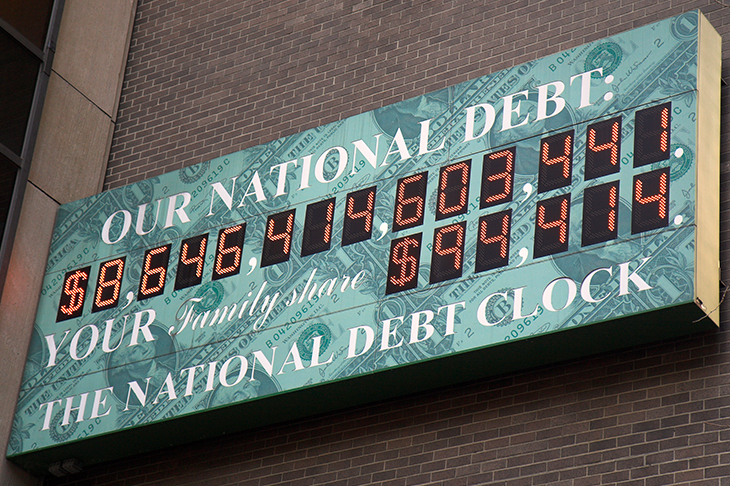 OUR NATIONAL DEBT:
$8,646,414,603,441.
YOUR Family share $94,414.
THE NATIONAL DEBT CLOCK